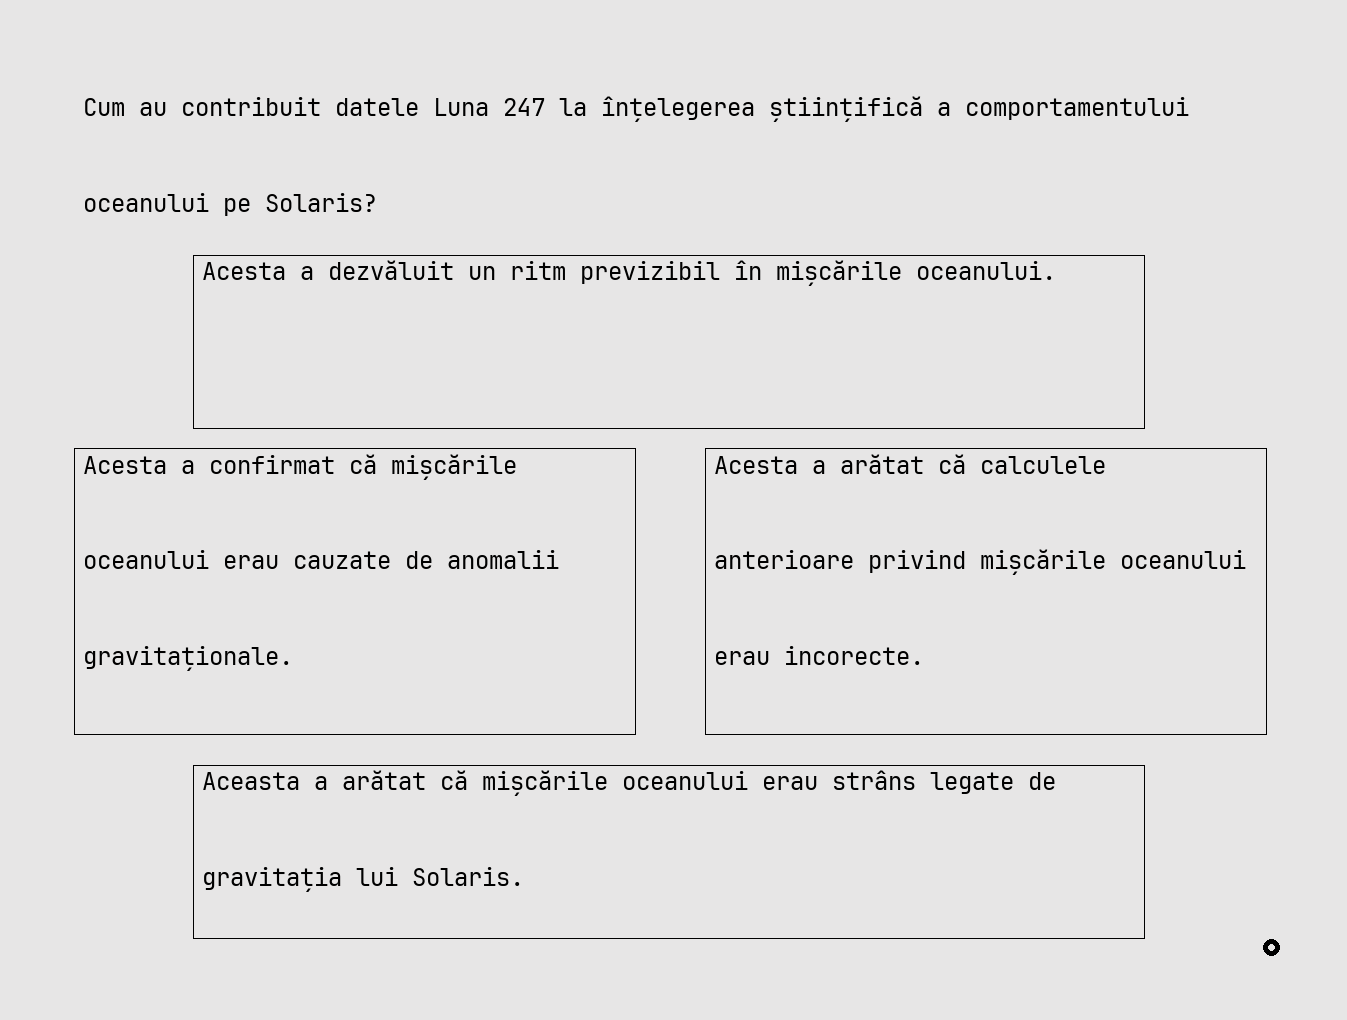 Cum au contribuit datele Luna 247 la înțelegerea științifică a comportamentului
oceanului pe Solaris?
Acesta a dezvăluit un ritm previzibil în mișcările oceanului.
Acesta a confirmat că mișcările
oceanului erau cauzate de anomalii
gravitaționale.
Acesta a arătat că calculele
anterioare privind mișcările oceanului
erau incorecte.
Aceasta a arătat că mișcările oceanului erau strâns legate de
gravitația lui Solaris.